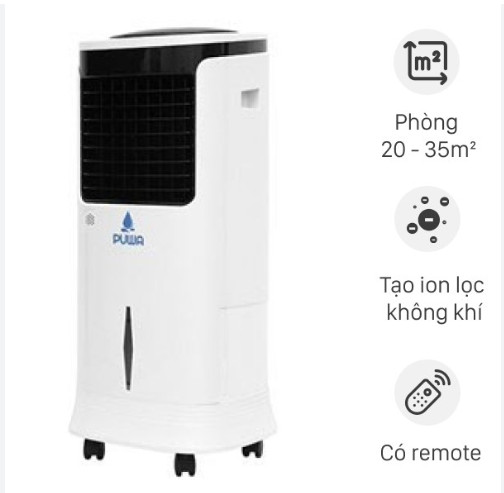 PUWA
m²
Phòng
20 - 35m²
Tạo ion lọc
không khí
Có remote